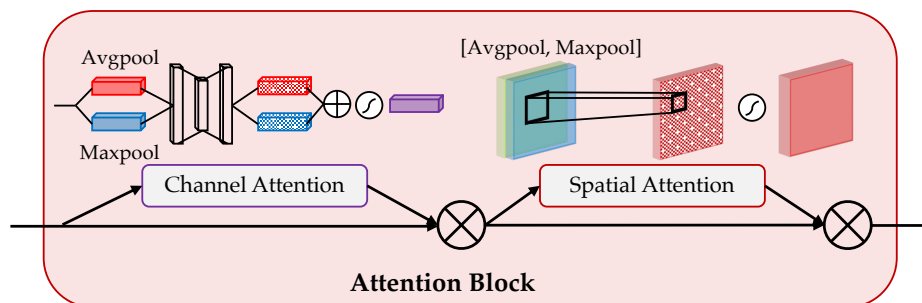 Avgpool
[Avgpool, Maxpool]
Maxpool
Channel Attention
Spatial Attention
Attention Block